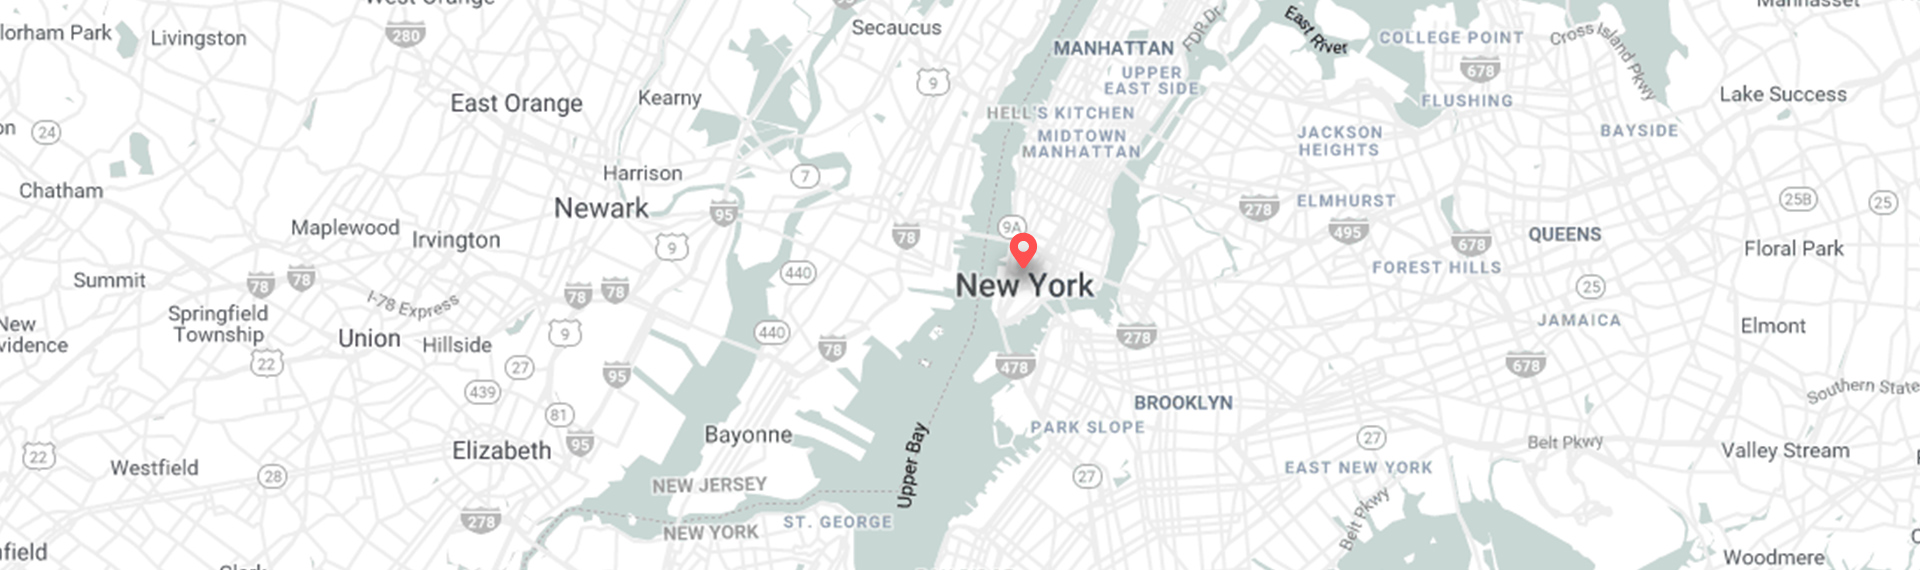 West Orange
Manhasset
lorham Park
Livingston
280
Secaucus
MANHATTAN
FDR Dr
East River
COLLEGE POINT
Cross Island Pkwy
678
UPPER
EAST SIDE
9
East Orange
Kearny
HELL'S KITCHEN
FLUSHING
Lake Success
24
MIDTOWN
MANHATTAN
JACKSON
HEIGHTS
BAYSIDE
Chatham
Harrison
7
Newark
95
278
ELMHURST
25B
25
Maplewood
Irvington
9
78
9A
495
678
QUEENS
Floral Park
Summit
78
78
440
New York
FOREST HILLS
78
78
I-78 Express
25
Springfield
Township
New
vidence
Union
Hillside
9
440
78
278
JAMAICA
Elmont
22
27
95
478
678
439
81
BROOKLYN
Southern State
Elizabeth
95
Bayonne
Upper Bay
PARK SLOPE
27
Belt Pkwy
Valley Stream
22
Westfield
28
NEW JERSEY
27
EAST NEW YORK
278
NEW YORK
ST. GEORGE
Belt Pkwy
nfield
Woodmere